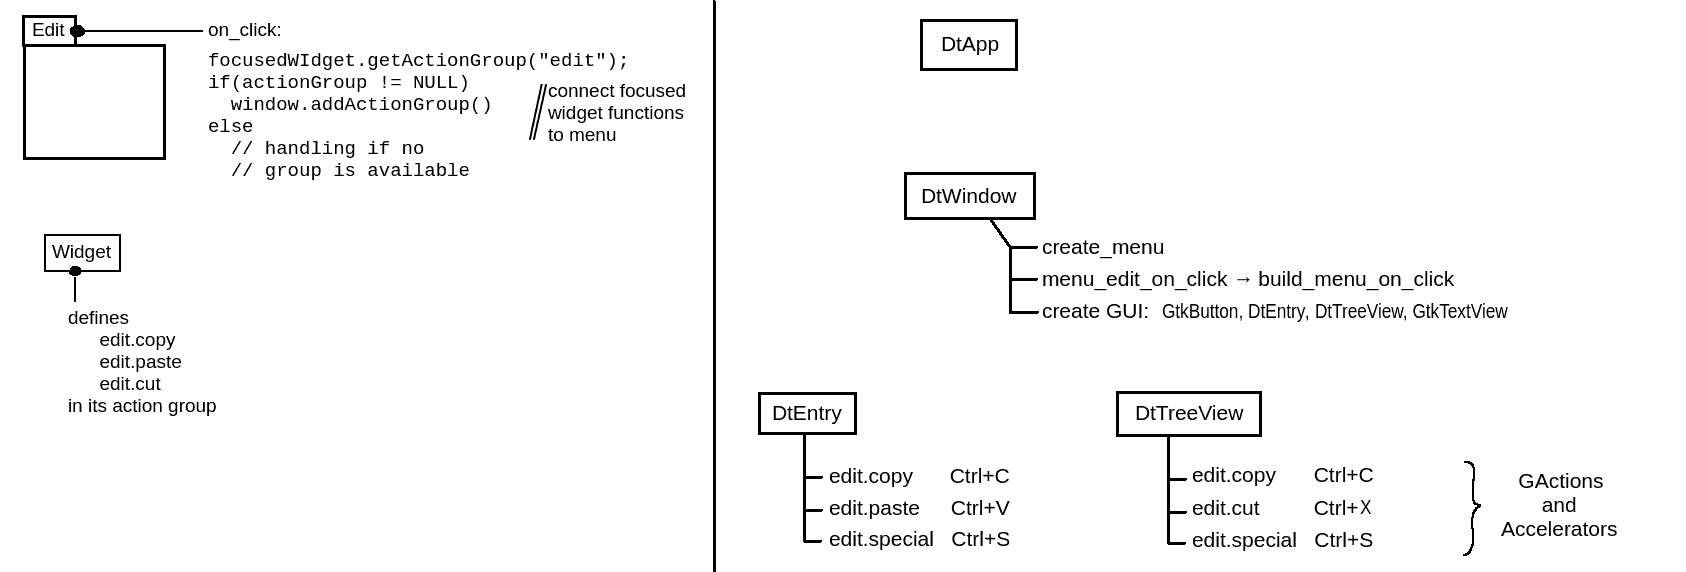 Edit
on_click:
focusedWIdget.getActionGroup("edit");
if(actionGroup != NULL)
  window.addActionGroup()
else
  // handling if no
  // group is available
connect focused
widget functions
to menu
Widget
defines
edit.copy
edit.paste
edit.cut
in its action group
DtApp
DtWindow
create_menu
menu_edit_on_click → build_menu_on_click
create GUI: GtkButton, DtEntry, DtTreeView, GtkTextView
DtEntry
edit.copy Ctrl+C
edit.paste Ctrl+V
edit.special Ctrl+S
DtTreeView
edit.copy Ctrl+C
edit.cut Ctrl+X
edit.special Ctrl+S
GActions
and
Accelerators